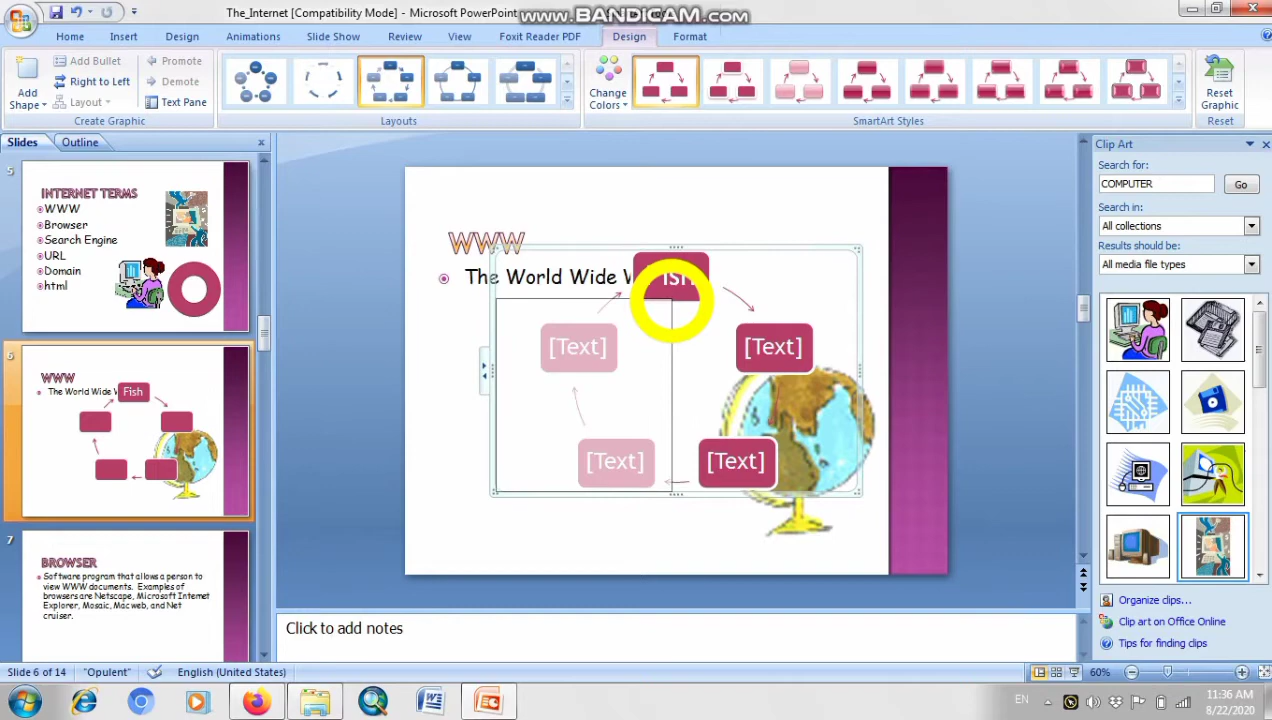 The_Internet [Compatibility Mode] - Microsoft PowerPoint
www.BANDICAM.com
Home Insert Design Animations Slide Show Review View Foxit Reader PDF Design Format
Add Shape
Add Bullet
Right to Left
Layout
Promote
Demote
Text Pane
Create Graphic
Layouts
Change Colors
SmartArt Styles
Reset Graphic
Reset
Slides Outline
5
INTERNET TERMS
WWW
Browser
Search Engine
URL
Domain
html
6
WWW
The World Wide W
Fish
7
BROWSER
Software program that allows a person to
view WWW documents. Examples of
browsers are Netscape, Microsoft Internet
Explorer, Mosaic, Macweb, and Net
cruiser.
WWW
The World Wide
Fish
[Text]
[Text]
[Text]
[Text]
Click to add notes
Clip Art
Search for:
COMPUTER
Go
Search in:
All collections
Results should be:
All media file types
Organize clips...
Clip art on Office Online
Tips for finding clips
Slide 6 of 14 "Opulent" English (United States) 60%
EN
11:36 AM
8/22/2020